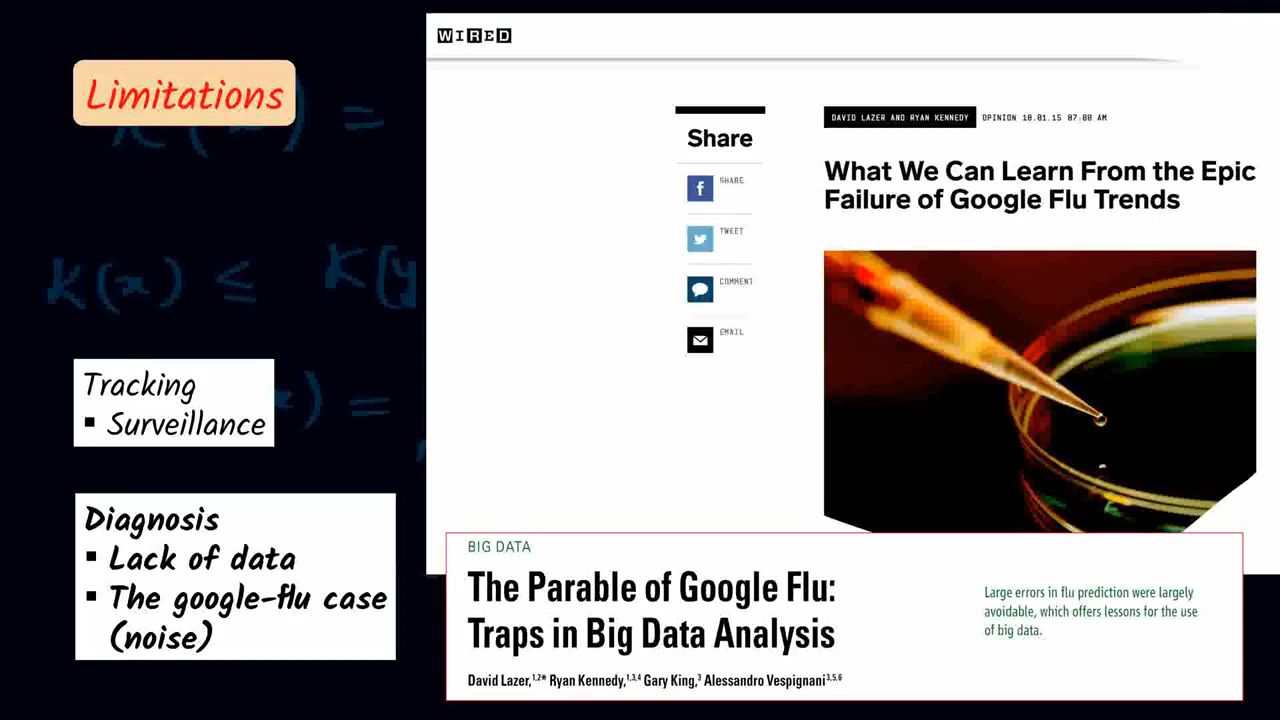 Limitations
K(x) ≤ K(y
Tracking
▪ Surveillance
Diagnosis
▪ Lack of data
▪ The google-flu case
(noise)
WIRED
Share
SHARE
TWEET
COMMENT
EMAIL
DAVID LAZER AND RYAN KENNEDY OPINION 10.01.15 07:00 AM
What We Can Learn From the Epic
Failure of Google Flu Trends
BIG DATA
The Parable of Google Flu:
Traps in Big Data Analysis
David Lazer,1,2* Ryan Kennedy,1,3,4 Gary King,3 Alessandro Vespignani3,5,6
Large errors in flu prediction were largely
avoidable, which offers lessons for the use
of big data.